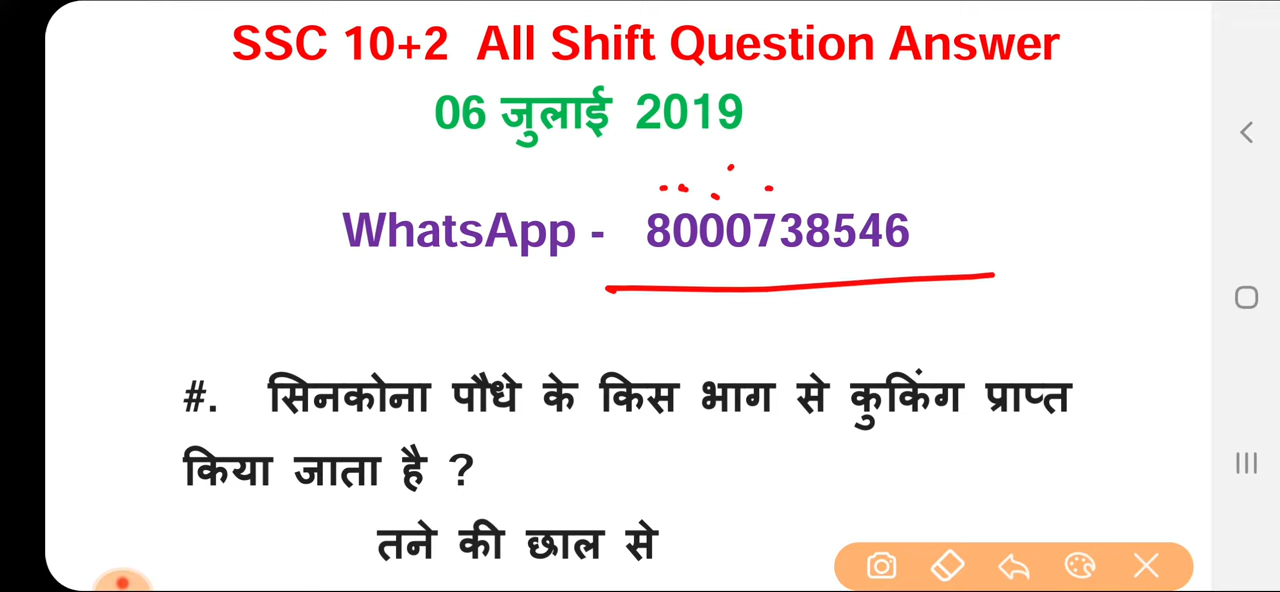 SSC 10+2 All Shift Question Answer
06 जुलाई 2019
WhatsApp - 8000738546
#. सिनकोना पौधे के किस भाग से कुकिंग प्राप्त
किया जाता है ?
तने की छाल से